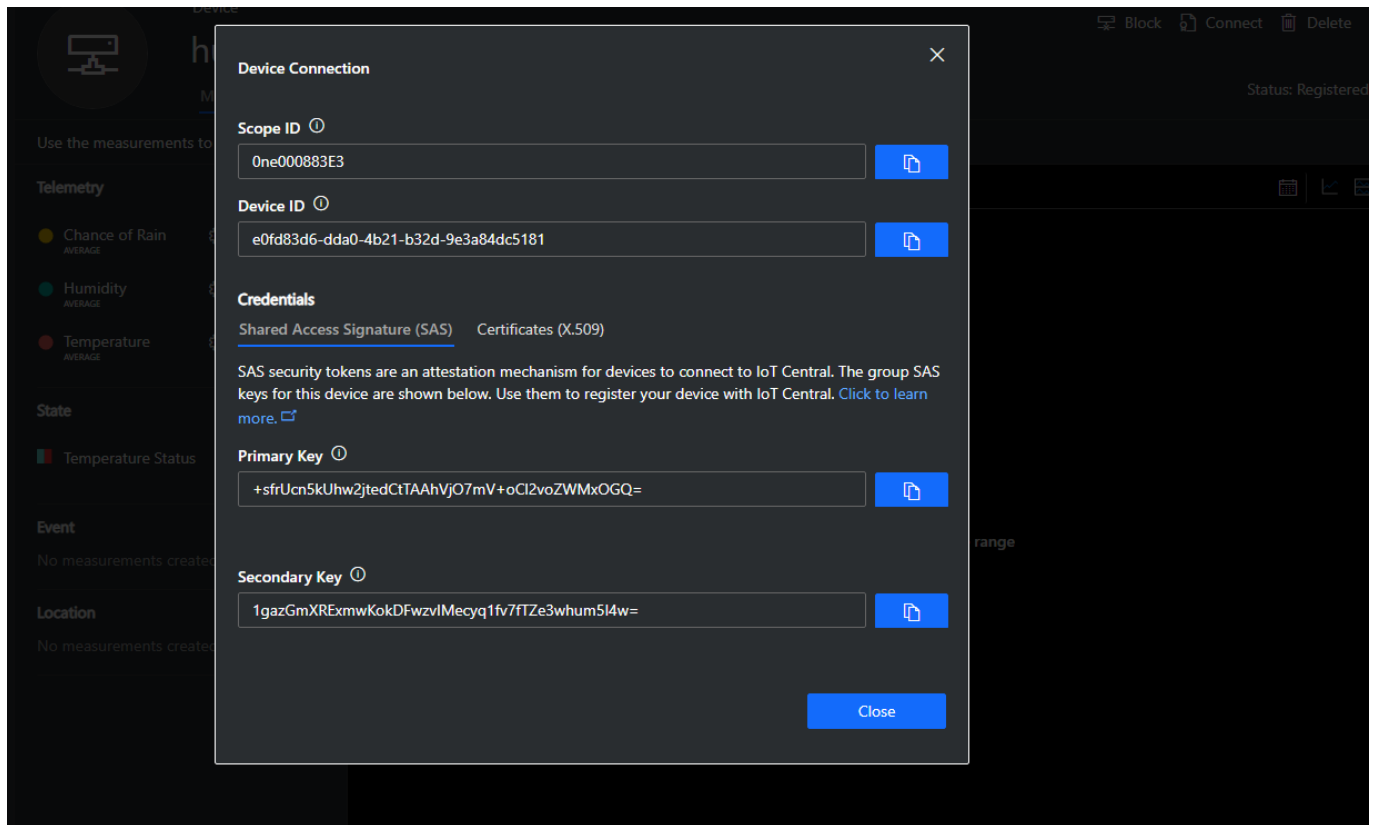 Device
Block Connect Delete
Device Connection
Status: Registered
Scope ID
Use the measurements to
0ne000883E3
Telemetry
Device ID
Chance of Rain
AVERAGE
e0fd83d6-dda0-4b21-b32d-9e3a84dc5181
Humidity
AVERAGE
Credentials
Shared Access Signature (SAS) Certificates (X.509)
Temperature
AVERAGE
SAS security tokens are an attestation mechanism for devices to connect to IoT Central. The group SAS
keys for this device are shown below. Use them to register your device with IoT Central. Click to learn
more.
State
Primary Key
Temperature Status
+sfrUcn5kUhw2jtedCtTAAhVjO7mV+oCl2voZWMxOGQ=
Event
range
No measurements created
Secondary Key
1gazGmXRExmwKokDFwzvIMecyq1fv7fTZe3whum5I4w=
Location
No measurements created
Close